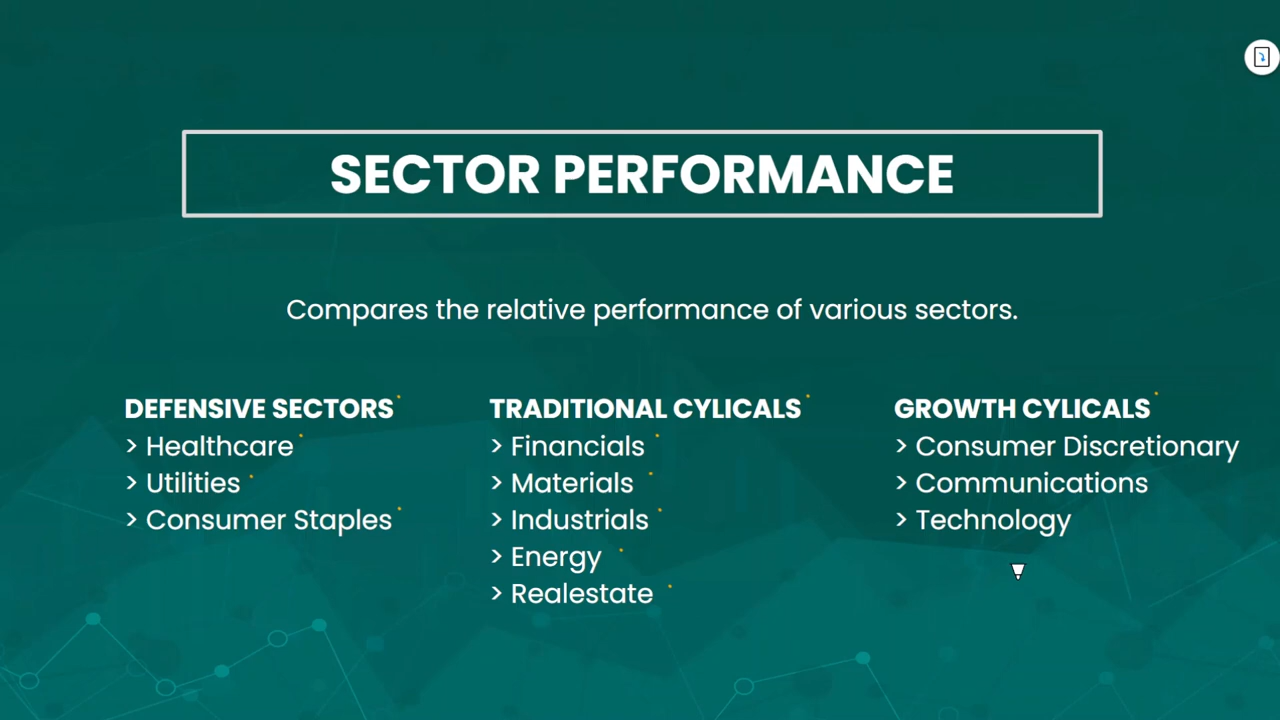 SECTOR PERFORMANCE
Compares the relative performance of various sectors.
DEFENSIVE SECTORS
> Healthcare
> Utilities
> Consumer Staples
TRADITIONAL CYLICALS
> Financials
> Materials
> Industrials
> Energy
> Realestate
GROWTH CYLICALS
> Consumer Discretionary
> Communications
> Technology